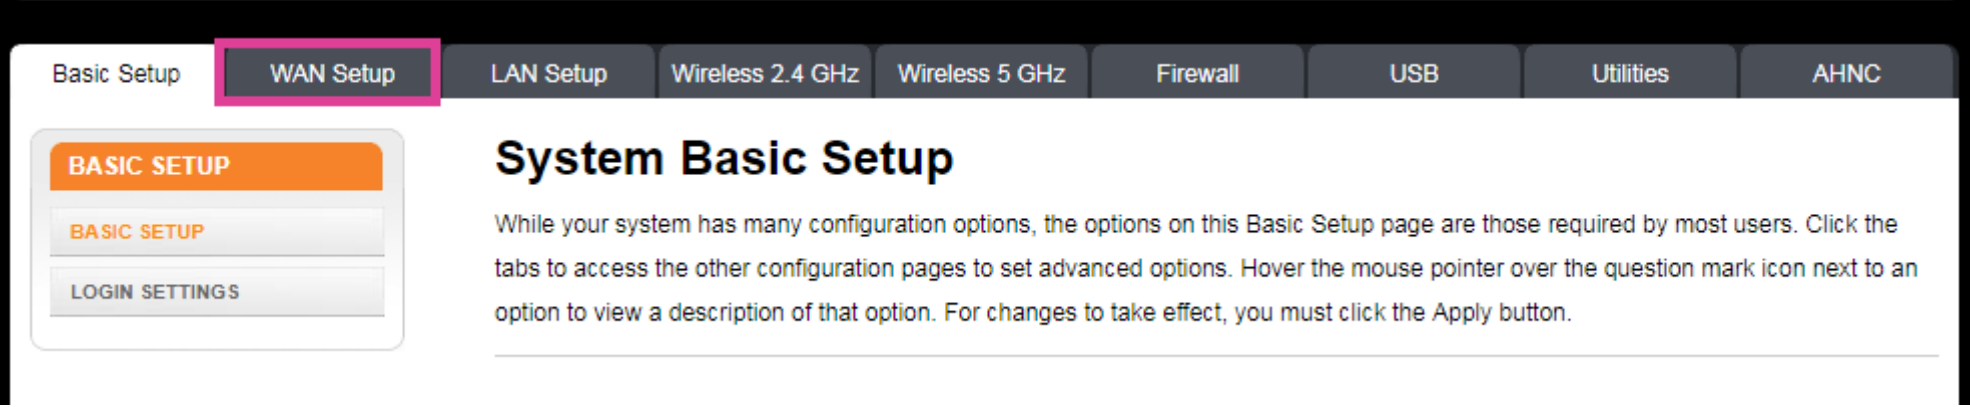 Basic Setup WAN Setup LAN Setup Wireless 2.4 GHz Wireless 5 GHz Firewall USB Utilities AHNC
BASIC SETUP
BASIC SETUP
LOGIN SETTINGS
System Basic Setup
While your system has many configuration options, the options on this Basic Setup page are those required by most users. Click the
tabs to access the other configuration pages to set advanced options. Hover the mouse pointer over the question mark icon next to an
option to view a description of that option. For changes to take effect, you must click the Apply button.